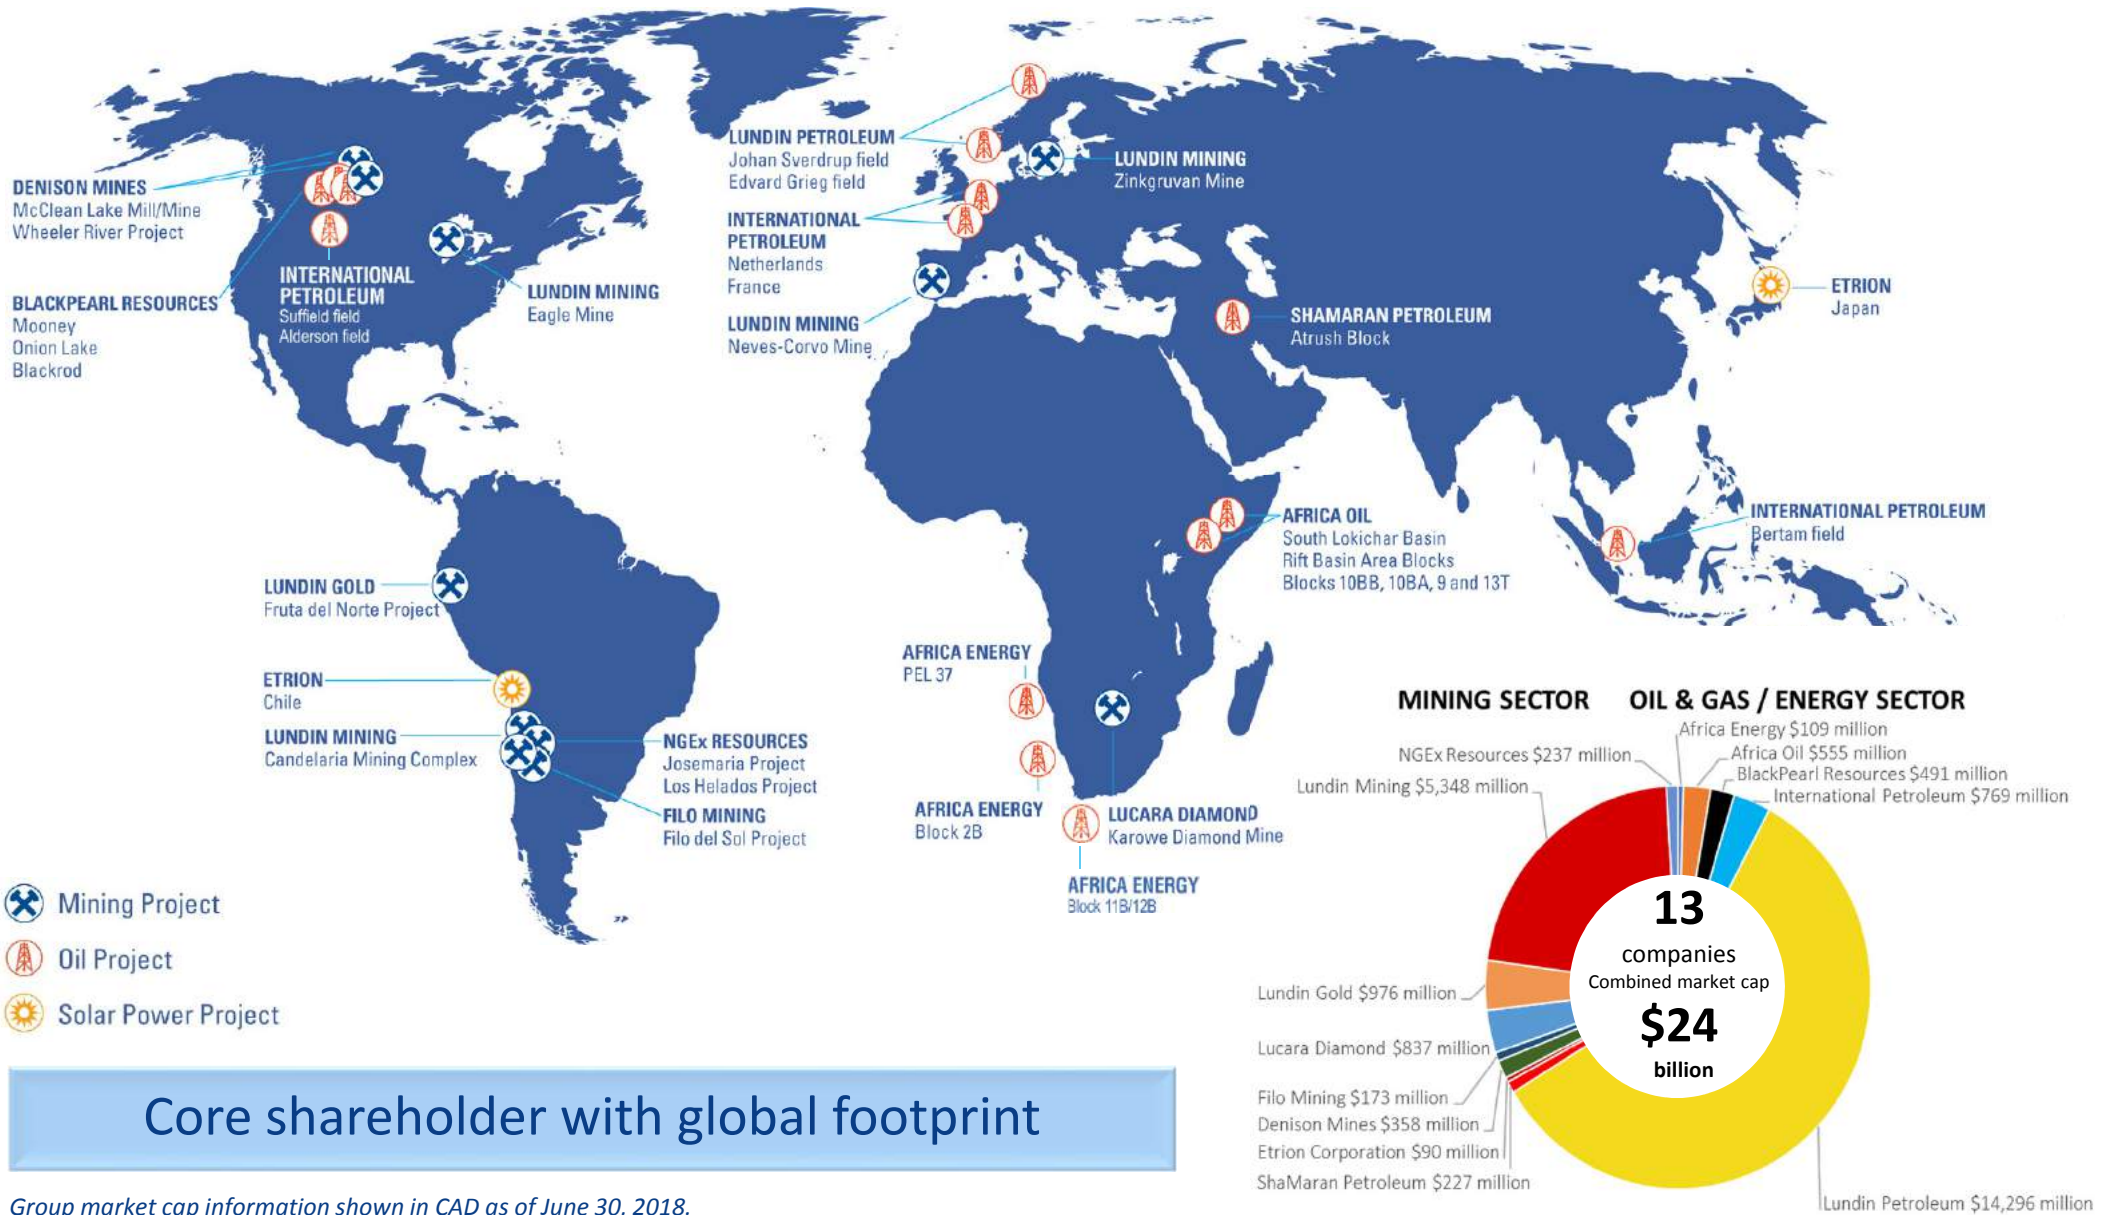 DENISON MINES
McClean Lake Mill/Mine
Wheeler River Project
BLACKPEARL RESOURCES
Mooney
Onion Lake
Blackrod
INTERNATIONAL
PETROLEUM
Suffield field
Alderson field
LUNDIN MINING
Eagle Mine
LUNDIN PETROLEUM
Johan Sverdrup field
Edvard Grieg field
INTERNATIONAL
PETROLEUM
Netherlands
France
LUNDIN MINING
Neves-Corvo Mine
LUNDIN MINING
Zinkgruvan Mine
SHAMARAN PETROLEUM
Atrush Block
ETRION
Japan
AFRICA OIL
South Lokichar Basin
Rift Basin Area Blocks
Blocks 10BB, 10BA, 9 and 13T
INTERNATIONAL PETROLEUM
Bertam field
LUNDIN GOLD
Fruta del Norte Project
ETRION
Chile
LUNDIN MINING
Candelaria Mining Complex
NGEx RESOURCES
Josemaria Project
Los Helados Project
FILO MINING
Filo del Sol Project
AFRICA ENERGY
PEL 37
AFRICA ENERGY
Block 2B
LUCARA DIAMOND
Karowe Diamond Mine
AFRICA ENERGY
Block 11B/12B
Mining Project
Oil Project
Solar Power Project
MINING SECTOR
OIL & GAS / ENERGY SECTOR
Africa Energy $109 million
NGEx Resources $237 million
Africa Oil $555 million
BlackPearl Resources $491 million
Lundin Mining $5,348 million
International Petroleum $769 million
13
companies
Combined market cap
$24
billion
Lundin Gold $976 million
Lucara Diamond $837 million
Filo Mining $173 million
Denison Mines $358 million
Etrion Corporation $90 million
ShaMaran Petroleum $227 million
Lundin Petroleum $14,296 million
Core shareholder with global footprint
Group market cap information shown in CAD as of June 30, 2018.